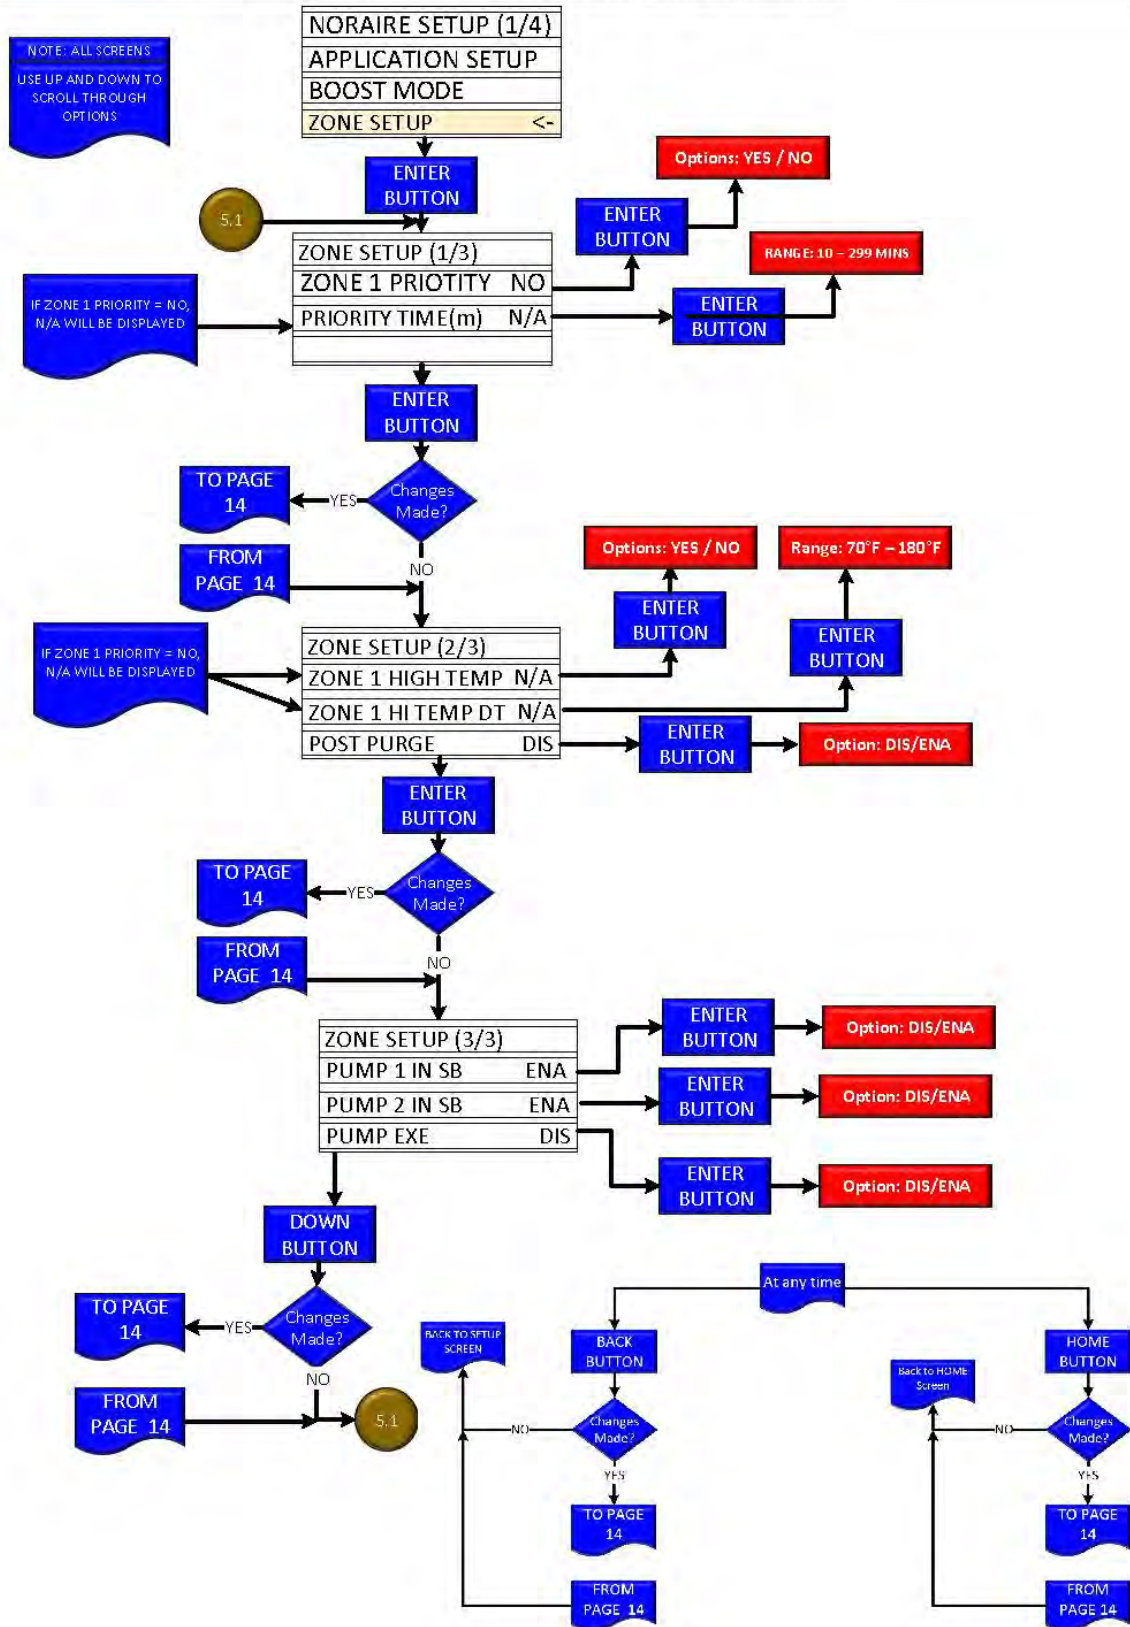 NORAIRE SETUP (1/4)
APPLICATION SETUP
BOOST MODE
ZONE SETUP <-
NOTE: ALL SCREENS
USE UP AND DOWN TO
SCROLL THROUGH
OPTIONS
ENTER
BUTTON
Options: YES / NO
5.1
ENTER
BUTTON
ZONE SETUP (1/3)
ZONE 1 PRIOTITY NO
PRIORITY TIME(m) N/A
RANGE: 10 – 299 MINS
IF ZONE 1 PRIORITY = NO,
N/A WILL BE DISPLAYED
ENTER
BUTTON
ENTER
BUTTON
Changes
Made?
YES
TO PAGE
14
NO
FROM
PAGE 14
Options: YES / NO
Range: 70°F – 180°F
ENTER
BUTTON
ENTER
BUTTON
IF ZONE 1 PRIORITY = NO,
N/A WILL BE DISPLAYED
ZONE SETUP (2/3)
ZONE 1 HIGH TEMP N/A
ZONE 1 HI TEMP DT N/A
POST PURGE DIS
ENTER
BUTTON
Option: DIS/ENA
ENTER
BUTTON
Changes
Made?
YES
TO PAGE
14
NO
FROM
PAGE 14
ZONE SETUP (3/3)
PUMP 1 IN SB ENA
PUMP 2 IN SB ENA
PUMP EXE DIS
ENTER
BUTTON
Option: DIS/ENA
ENTER
BUTTON
Option: DIS/ENA
ENTER
BUTTON
Option: DIS/ENA
DOWN
BUTTON
Changes
Made?
YES
TO PAGE
14
NO
FROM
PAGE 14
5.1
At any time
BACK
BUTTON
BACK TO SETUP
SCREEN
Changes
Made?
NO
YES
TO PAGE
14
FROM
PAGE 14
HOME
BUTTON
Back to HOME
Screen
Changes
Made?
NO
YES
TO PAGE
14
FROM
PAGE 14